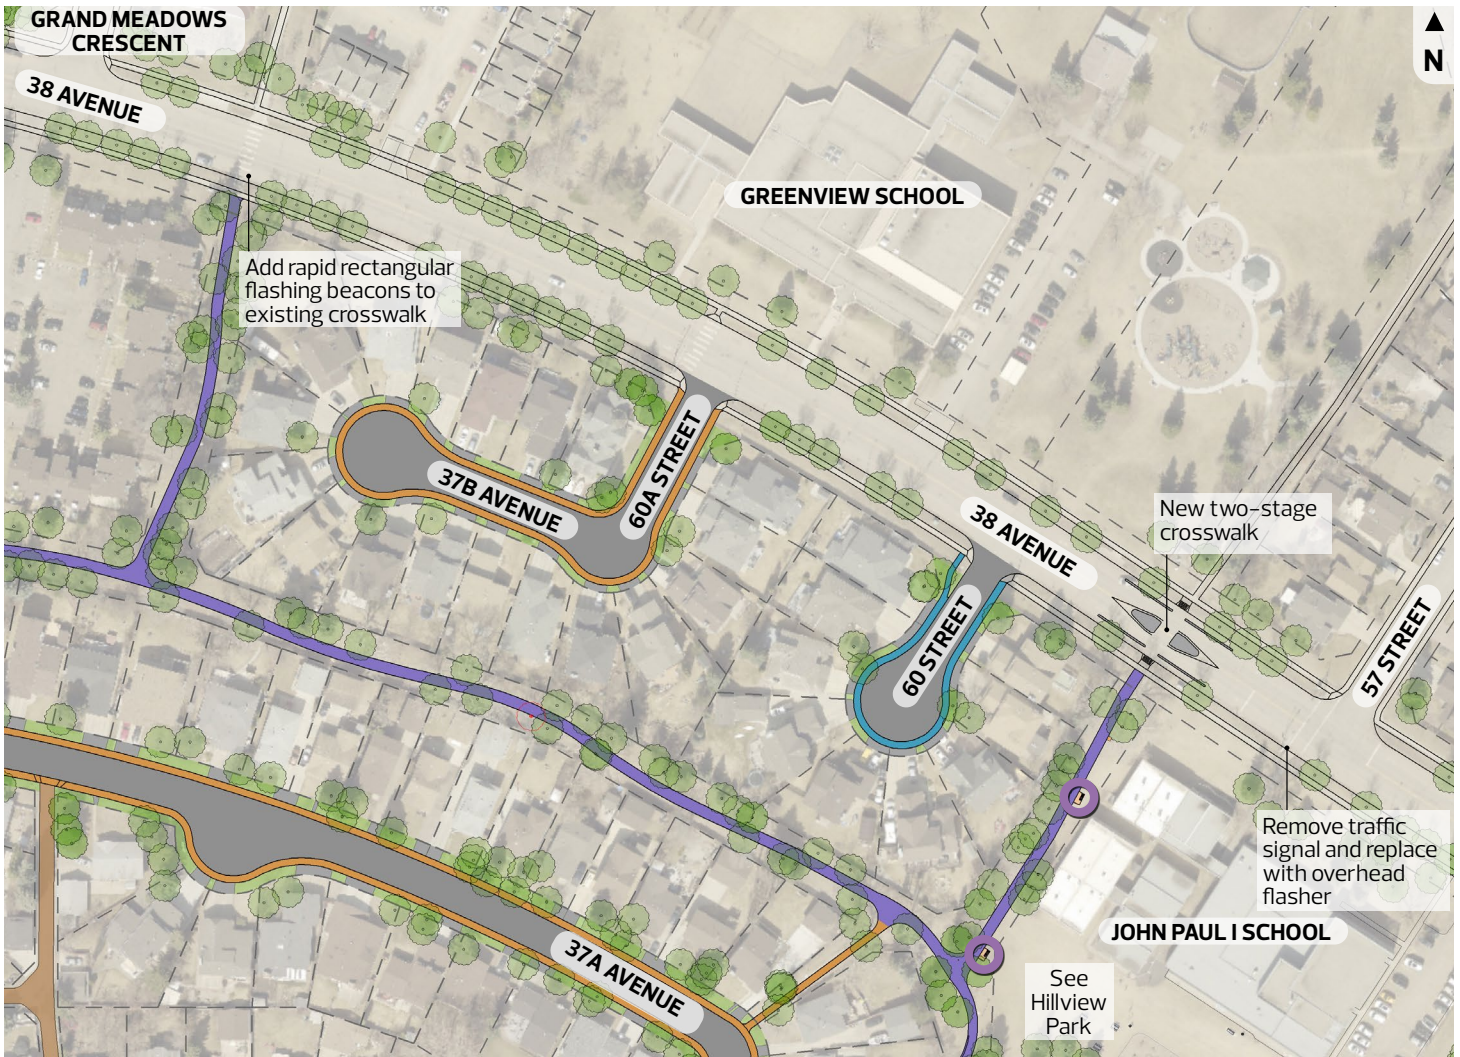 GRAND MEADOWS
CRESCENT
N
38 AVENUE
GREENVIEW SCHOOL
Add rapid rectangular
flashing beacons to
existing crosswalk
60A STREET
37B AVENUE
38 AVENUE
New two-stage
crosswalk
60 STREET
57 STREET
Remove traffic
signal and replace
with overhead
flasher
JOHN PAUL I SCHOOL
37A AVENUE
See
Hillview
Park